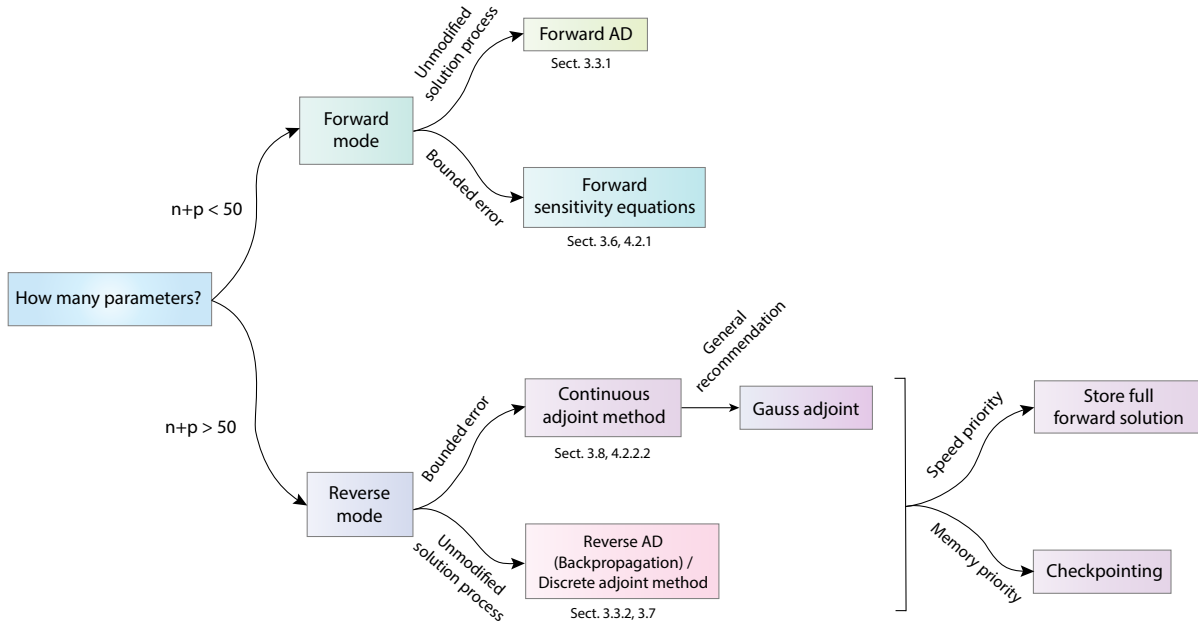 How many parameters?
n+p < 50
Forward
mode
Unmodified
solution process
Forward AD
Sect. 3.3.1
Bounded error
Forward
sensitivity equations
Sect. 3.6, 4.2.1
n+p > 50
Reverse
mode
Bounded error
Continuous
adjoint method
Sect. 3.8, 4.2.2.2
General
recommendation
Gauss adjoint
Unmodified
solution process
Reverse AD
(Backpropagation) /
Discrete adjoint method
Sect. 3.3.2, 3.7
Speed priority
Store full
forward solution
Memory priority
Checkpointing